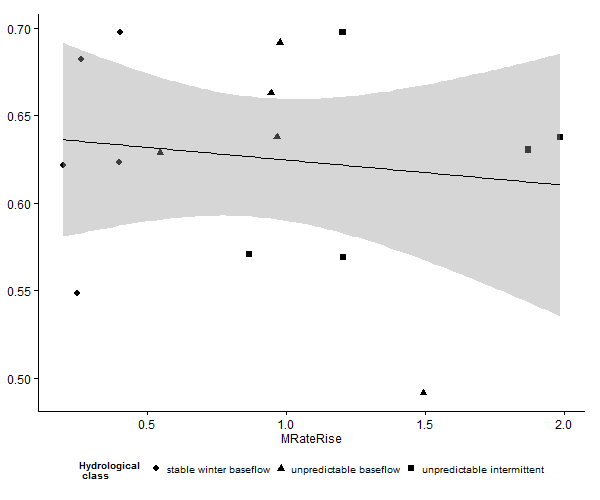 0.70
0.65
0.60
0.55
0.50
0.5 1.0 1.5 2.0
MRateRise
Hydrological class stable winter baseflow unpredictable baseflow unpredictable intermittent